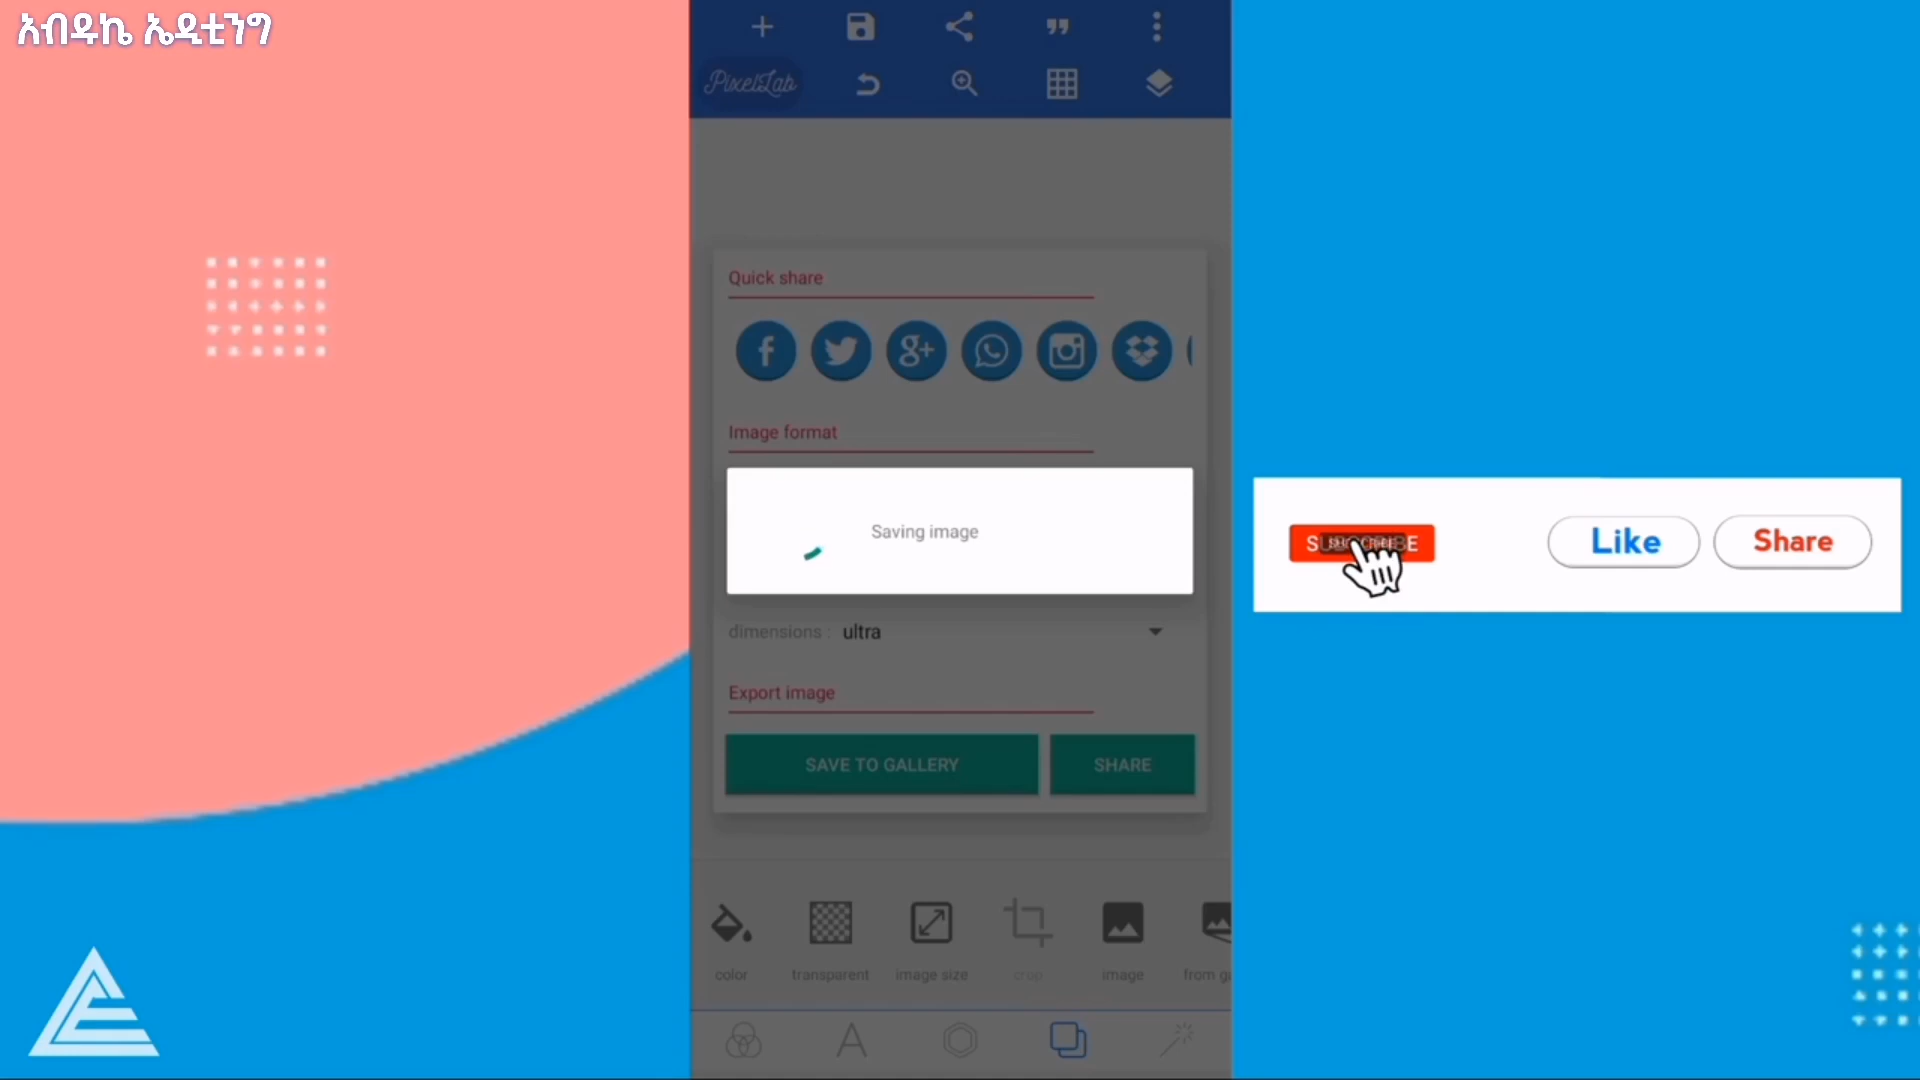 አብዱኬ ኤዲቲንግ
PixelLab
Quick share
Image format
Saving image
dimensions : ultra
Export image
SAVE TO GALLERY SHARE
color transparent image size crop image
SUBSCRIBE Like Share